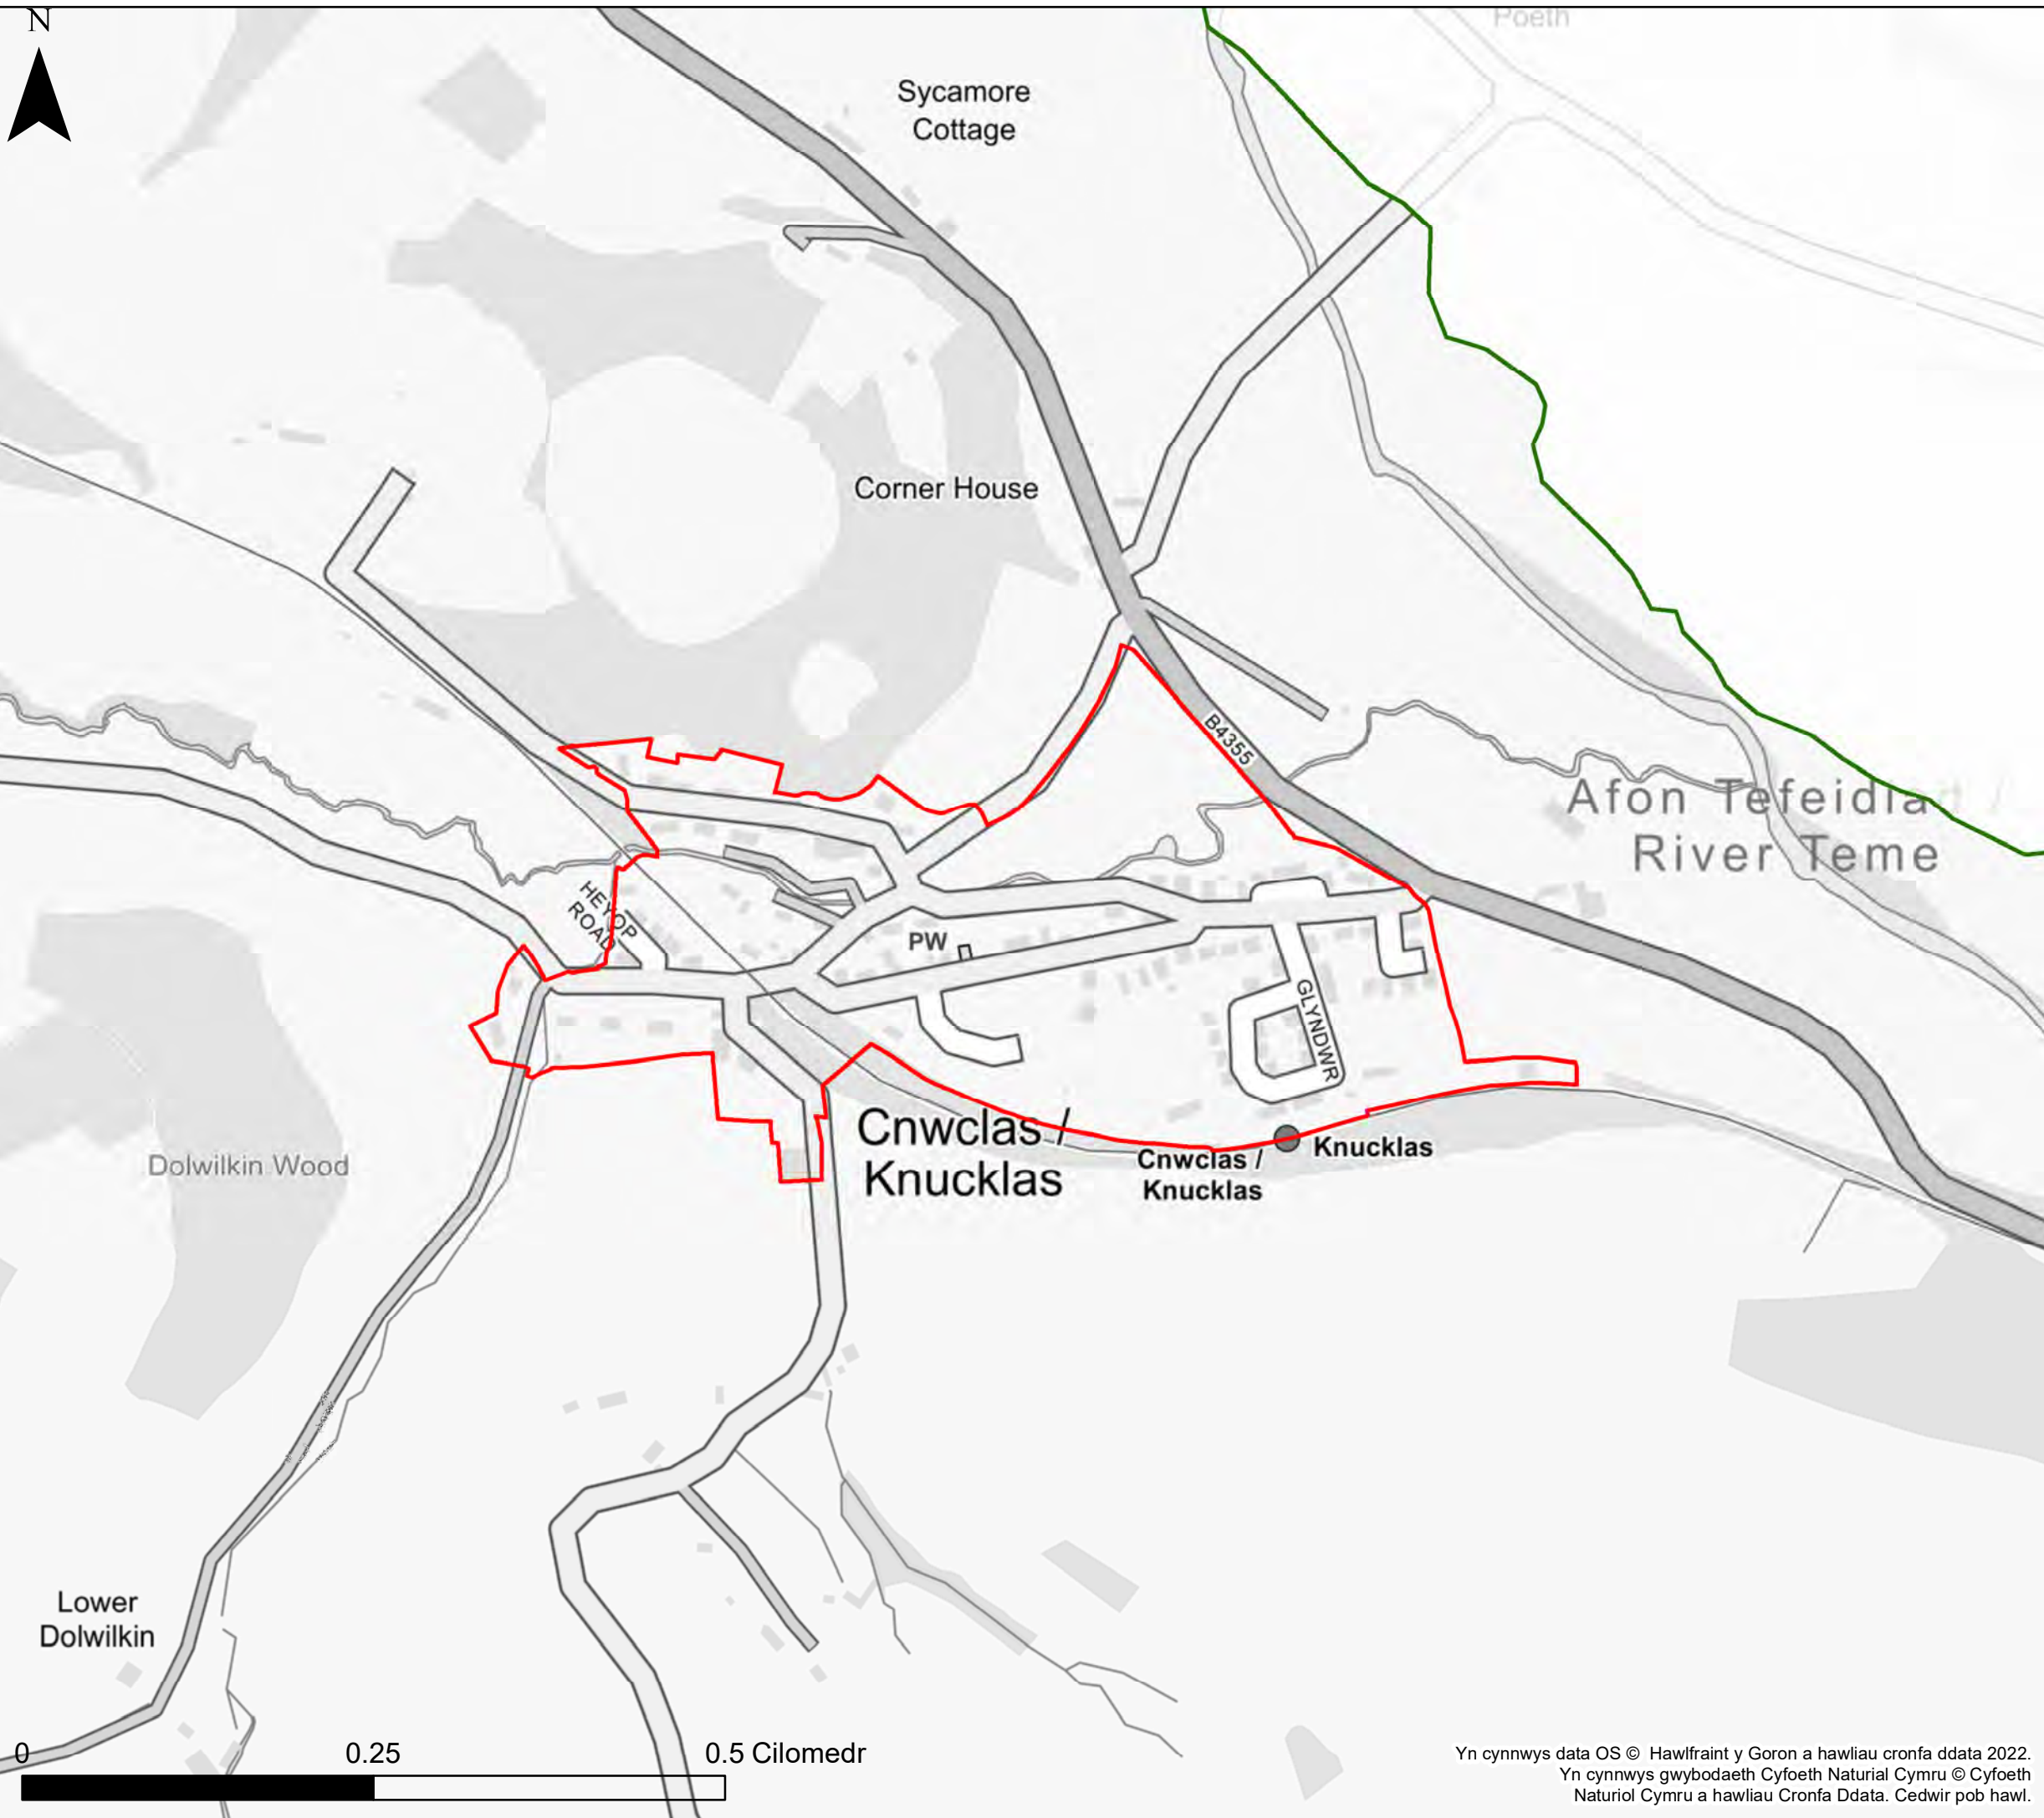 N
Poeth
Sycamore
Cottage
Corner House
B4355
Afon Tefeidiad /
River Teme
HEYOP
ROAD
PW
GLYNDWR
Cnwclas /
Knucklas
Cnwclas /
Knucklas
Knucklas
Dolwilkin Wood
Lower
Dolwilkin
0
0.25
0.5 Cilomedr
Yn cynnwys data OS © Hawlfraint y Goron a hawliau cronfa ddata 2022.
Yn cynnwys gwybodaeth Cyfoeth Naturial Cymru © Cyfoeth
Naturiol Cymru a hawliau Cronfa Ddata. Cedwir pob hawl.